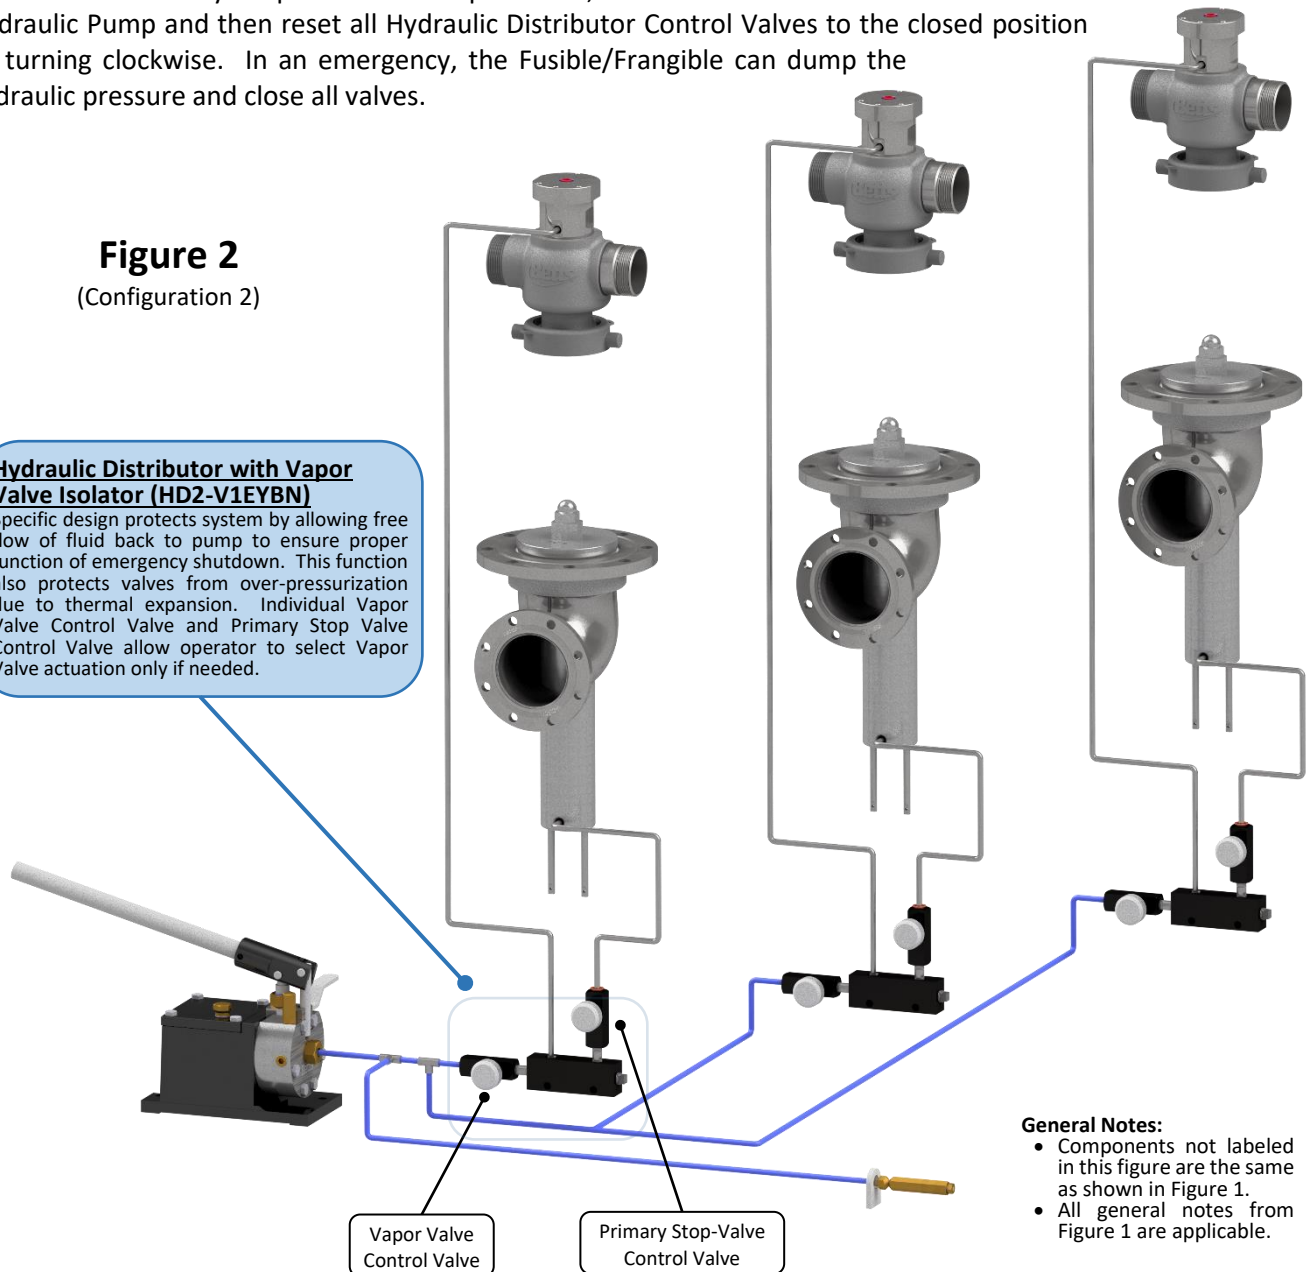 draulic Pump and then reset all Hydraulic Distributor Control Valves to the closed position
turning clockwise. In an emergency, the Fusible/Frangible can dump the
draulic pressure and close all valves.
Figure 2
(Configuration 2)
Hydraulic Distributor with Vapor
Valve Isolator (HD2-V1EYBN)
Specific design protects system by allowing free
flow of fluid back to pump to ensure proper
function of emergency shutdown. This function
also protects valves from over-pressurization
due to thermal expansion. Individual Vapor
Valve Control Valve and Primary Stop Valve
Control Valve allow operator to select Vapor
Valve actuation only if needed.
Vapor Valve
Control Valve
Primary Stop-Valve
Control Valve
General Notes:
• Components not labeled
in this figure are the same
as shown in Figure 1.
• All general notes from
Figure 1 are applicable.